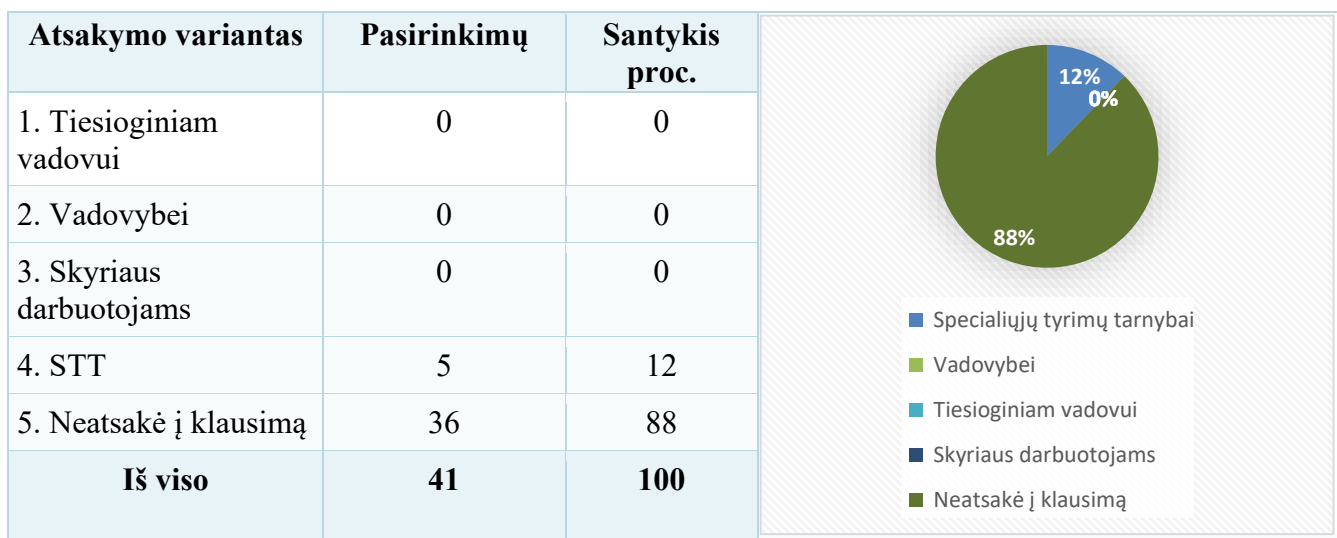 Atsakymo variantas Pasirinkimų Santykis
proc.
1. Tiesioginiam
vadovui 0 0
2. Vadovybei 0 0
3. Skyriaus
darbuotojams 0 0
4. STT 5 12
5. Neatsakė į klausimą 36 88
Iš viso 41 100
12%
0%
88%
Specialiųjų tyrimų tarnybai
Vadovybei
Tiesioginiam vadovui
Skyriaus darbuotojams
Neatsakė į klausimą